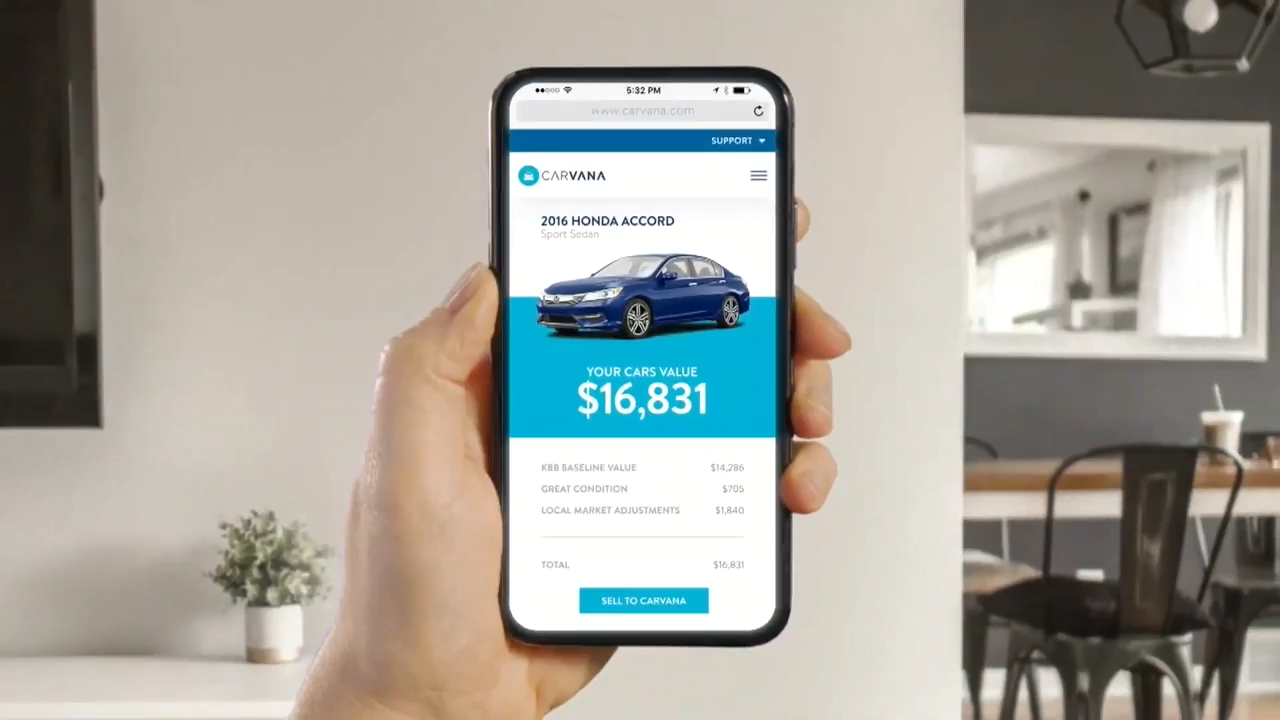 5:32 PM
www.carvana.com
SUPPORT
CARVANA
2016 HONDA ACCORD
Sport Sedan
YOUR CARS VALUE
$16,831
KBB BASELINE VALUE $14,286
GREAT CONDITION $705
LOCAL MARKET ADJUSTMENTS $1,840
TOTAL $16,831
SELL TO CARVANA